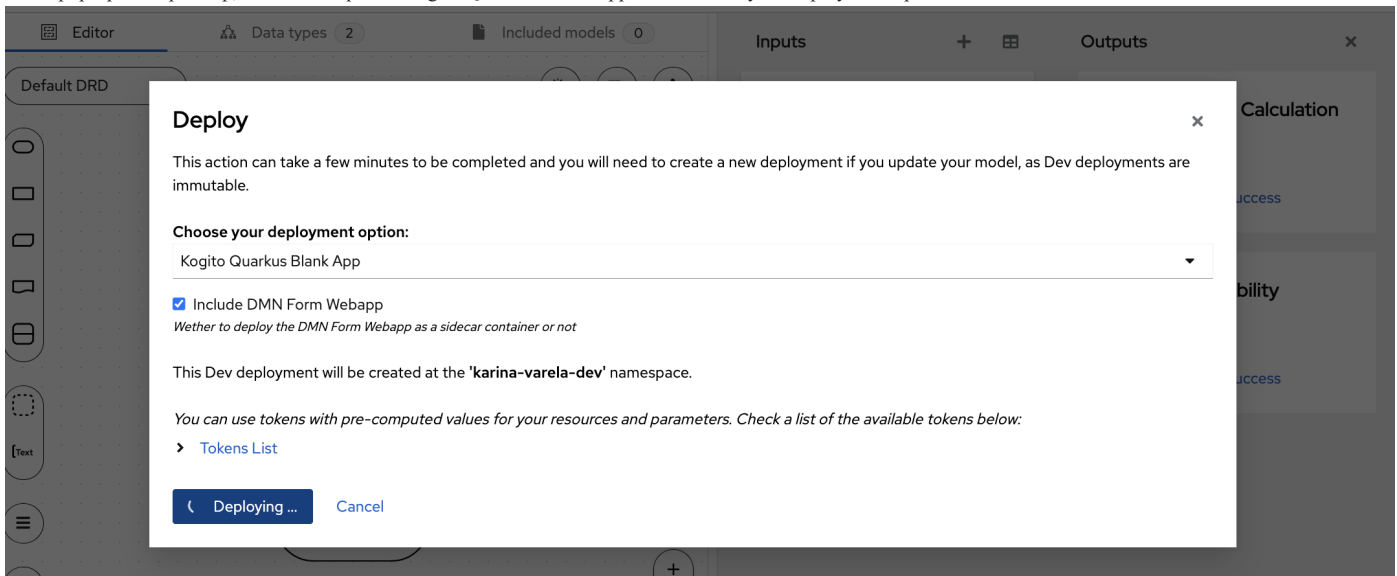 Editor
Data types 2
Included models 0
Inputs
Outputs
Default DRD
Calculation
Deploy
This action can take a few minutes to be completed and you will need to create a new deployment if you update your model, as Dev deployments are
immutable.
uccess
Choose your deployment option:
Kogito Quarkus Blank App
bility
Include DMN Form Webapp
Wether to deploy the DMN Form Webapp as a sidecar container or not
This Dev deployment will be created at the 'karina-varela-dev' namespace.
uccess
You can use tokens with pre-computed values for your resources and parameters. Check a list of the available tokens below:
Tokens List
[Text
Deploying ...
Cancel